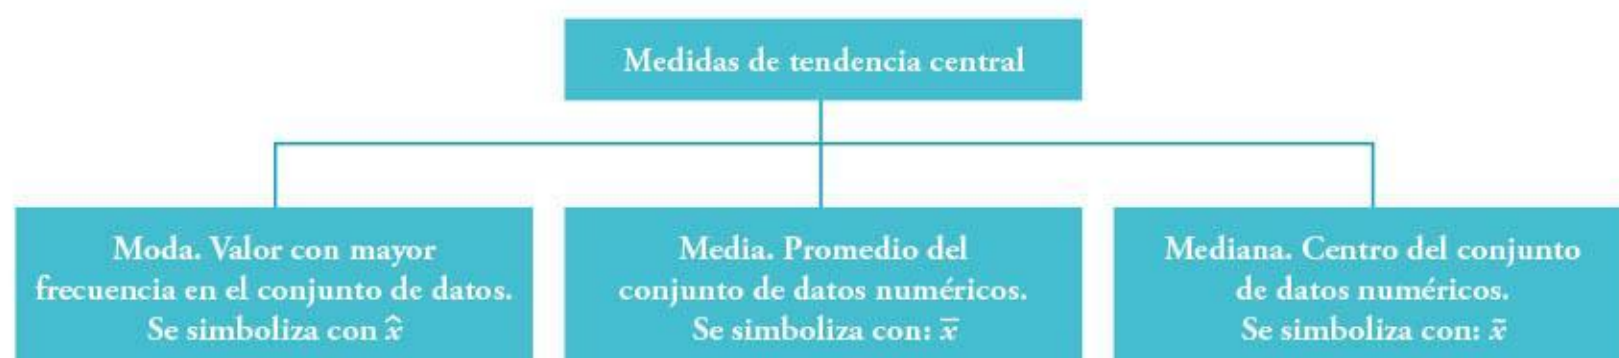 Medidas de tendencia central
Moda. Valor con mayor
frecuencia en el conjunto de datos.
Se simboliza con x̂
Media. Promedio del
conjunto de datos numéricos.
Se simboliza con: x̅
Mediana. Centro del conjunto
de datos numéricos.
Se simboliza con: x̃